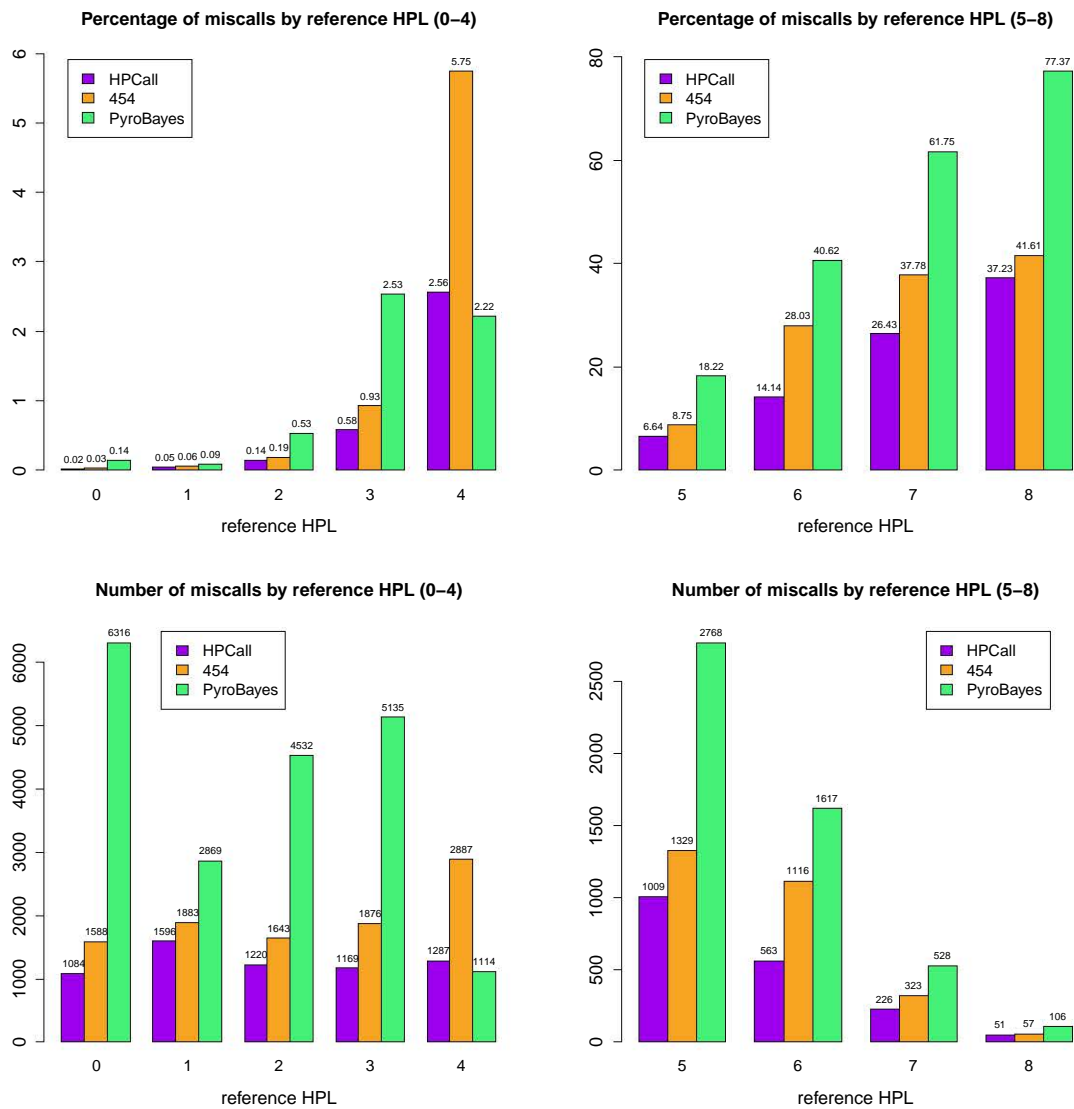 Percentage of miscalls by reference HPL (0−4)
6
5
4
3
2
1
0
HPCall
454
PyroBayes
0.02 0.03 0.14
0.05 0.06 0.09
0.14 0.19 0.53
0.58 0.93 2.53
2.56 5.75 2.22
0 1 2 3 4
reference HPL
Percentage of miscalls by reference HPL (5−8)
80
60
40
20
0
HPCall
454
PyroBayes
6.64 8.75 18.22
14.14 28.03 40.62
26.43 37.78 61.75
37.23 41.61 77.37
5 6 7 8
reference HPL
Number of miscalls by reference HPL (0−4)
6000
5000
4000
3000
2000
1000
0
HPCall
454
PyroBayes
1084 1588 6316
1596 1883 2869
1220 1643 4532
1169 1876 5135
1287 2887 1114
0 1 2 3 4
reference HPL
Number of miscalls by reference HPL (5−8)
2500
2000
1500
1000
500
0
HPCall
454
PyroBayes
1009 1329 2768
563 1116 1617
226 323 528
51 57 106
5 6 7 8
reference HPL